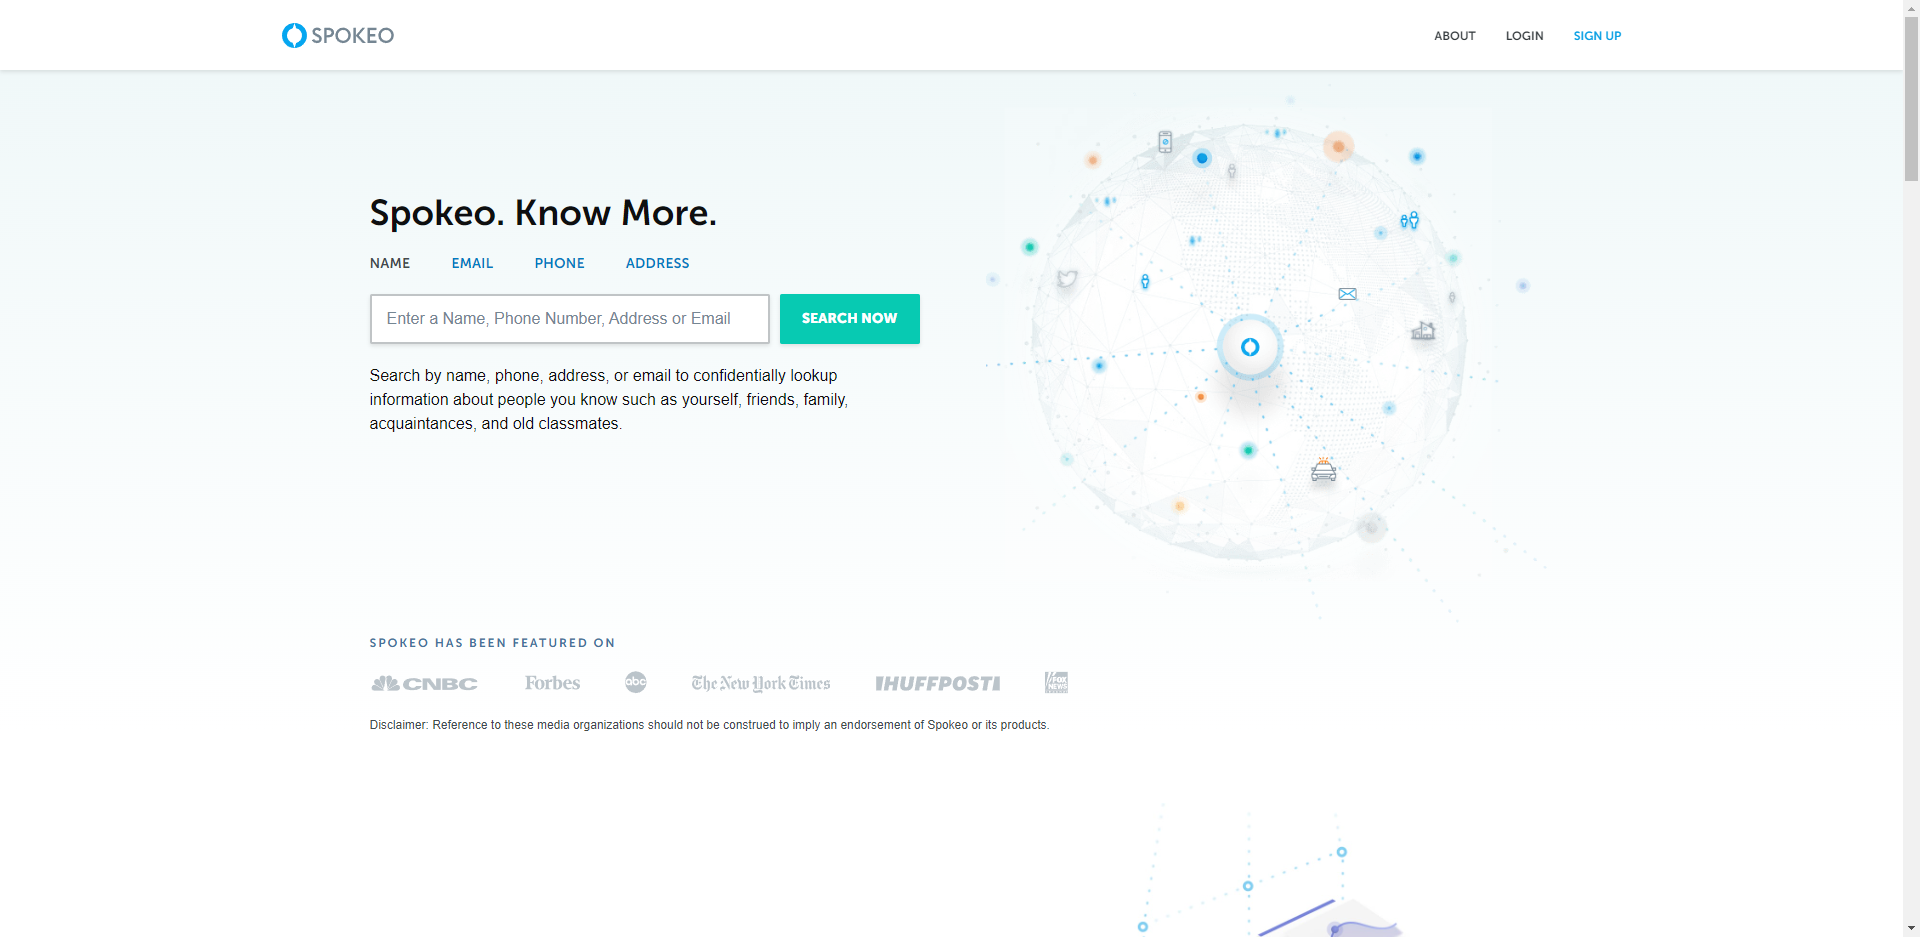 SPOKEO
ABOUT LOGIN SIGN UP
Spokeo. Know More.
NAME EMAIL PHONE ADDRESS
Enter a Name, Phone Number, Address or Email
SEARCH NOW
Search by name, phone, address, or email to confidentially lookup
information about people you know such as yourself, friends, family,
acquaintances, and old classmates.
SPOKEO HAS BEEN FEATURED ON
CNBC Forbes abc The New York Times HUFFPOST FOX NEWS
Disclaimer: Reference to these media organizations should not be construed to imply an endorsement of Spokeo or its products.